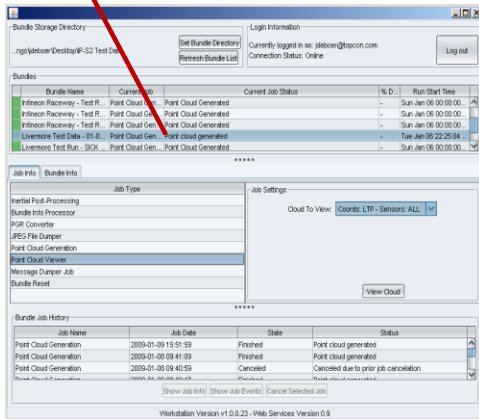 Bundle Storage Directory
...ngs\jdeboer\Desktop\IP-S2 Test Dat
Set Bundle Directory
Refresh Bundle List
Login Information
Currently logged in as: jdeboer@topcon.com
Connection Status: Online
Log out
Bundles
Bundle Name Current Job Current Job Status % D... Run Start Time
Infineon Raceway - Test R... Point Cloud Gen... Point Cloud Generated - Sun Jan 06 00:00:00...
Infineon Raceway - Test R... Point Cloud Gen... Point Cloud Generated - Sun Jan 06 00:00:00...
Infineon Raceway - Test R... Point Cloud Gen... Point Cloud Generated - Sun Jan 06 00:00:00...
Livermore Test Data - 01-0... Point Cloud Gen... Point cloud generated - Tue Jan 06 22:25:04
Livermore Test Run - SICK ... Point Cloud Gen... Point Cloud Generated - Sun Jan 06 00:00:00...
Job Info Bundle Info
Job Type
Inertial Post-Processing
Bundle Info Processor
PGR Converter
JPEG File Dumper
Point Cloud Generation
Point Cloud Viewer
Message Dumper Job
Bundle Reset
Job Settings
Cloud To View: Coords: LTP - Sensors: ALL
View Cloud
Bundle Job History
Job Name Job Date State Status
Point Cloud Generation 2009-01-09 15:51:59 Finished Point cloud generated
Point Cloud Generation 2009-01-08 09:41:09 Finished Point cloud generated
Point Cloud Generation 2009-01-08 09:40:59 Canceled Canceled due to prior job cancelation
Show Job Info Show Job Events Cancel Selected Job
Workstation Version v1.0.0.23 - Web Services Version 0.9